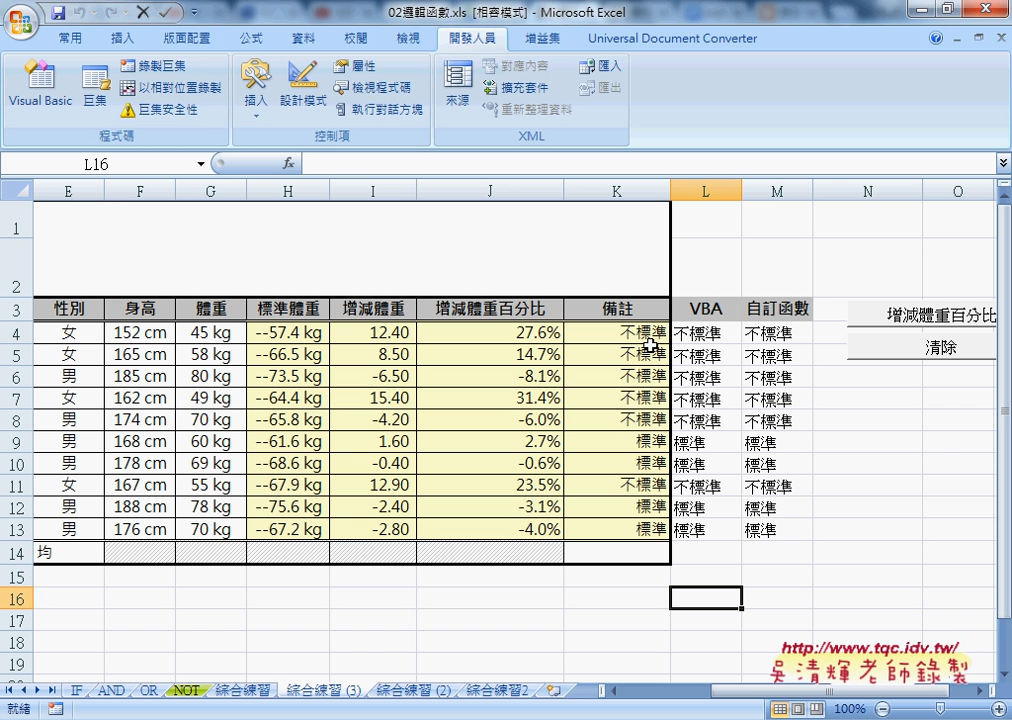 02邏輯函數.xls [相容模式] - Microsoft Excel
常用 插入 版面配置 公式 資料 校閱 檢視 開發人員 增益集 Universal Document Converter
Visual Basic 巨集 錄製巨集 以相對位置錄製 巨集安全性 程式碼
插入 設計模式 屬性 檢視程式碼 執行對話方塊 控制項
來源 對應內容 擴充套件 重新整理資料 匯入 匯出 XML
L16 fx
E F G H I J K L M N O
1
2
3 性別 身高 體重 標準體重 增減體重 增減體重百分比 備註 VBA 自訂函數 增減體重百分比
4 女 152 cm 45 kg --57.4 kg 12.40 27.6% 不標準 不標準 不標準
5 女 165 cm 58 kg --66.5 kg 8.50 14.7% 不標準 不標準 不標準 清除
6 男 185 cm 80 kg --73.5 kg -6.50 -8.1% 不標準 不標準 不標準
7 女 162 cm 49 kg --64.4 kg 15.40 31.4% 不標準 不標準 不標準
8 男 174 cm 70 kg --65.8 kg -4.20 -6.0% 不標準 不標準 不標準
9 男 168 cm 60 kg --61.6 kg 1.60 2.7% 標準 標準 標準
10 男 178 cm 69 kg --68.6 kg -0.40 -0.6% 標準 標準 標準
11 女 167 cm 55 kg --67.9 kg 12.90 23.5% 不標準 不標準 不標準
12 男 188 cm 78 kg --75.6 kg -2.40 -3.1% 標準 標準 標準
13 男 176 cm 70 kg --67.2 kg -2.80 -4.0% 標準 標準 標準
14 均
15
16
17
18
19
http://www.tqc.idv.tw/
吳清輝老師錄製
IF AND OR NOT 綜合練習 綜合練習 (3) 綜合練習 (2) 綜合練習2
就緒 100%